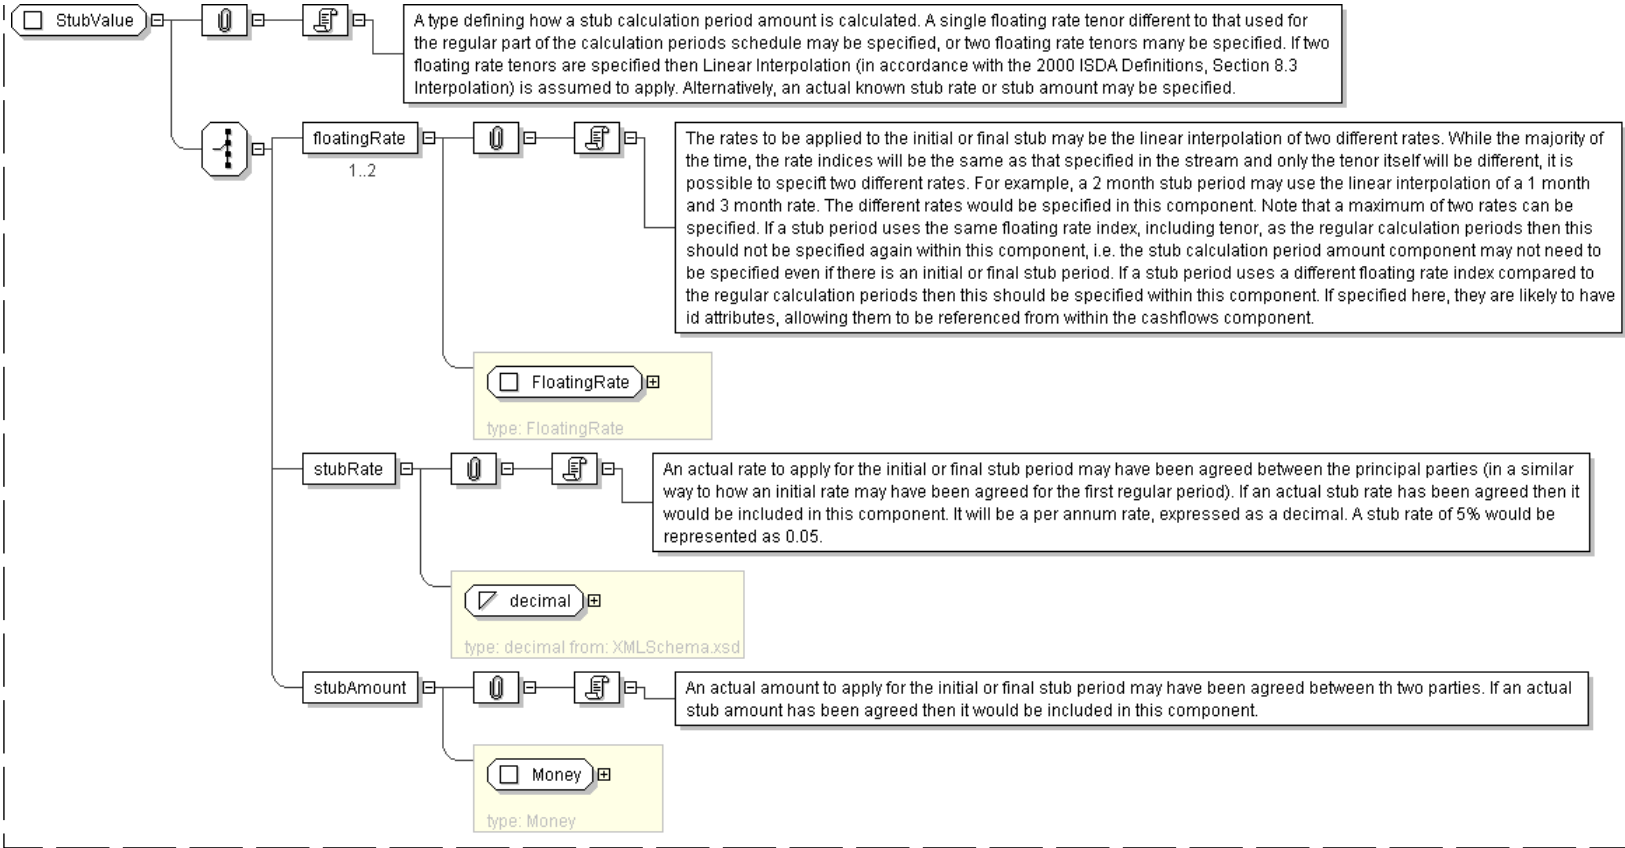 StubValue
A type defining how a stub calculation period amount is calculated. A single floating rate tenor different to that used for
the regular part of the calculation periods schedule may be specified, or two floating rate tenors many be specified. If two
floating rate tenors are specified then Linear Interpolation (in accordance with the 2000 ISDA Definitions, Section 8.3
Interpolation) is assumed to apply. Alternatively, an actual known stub rate or stub amount may be specified.
floatingRate
1..2
The rates to be applied to the initial or final stub may be the linear interpolation of two different rates. While the majority of
the time, the rate indices will be the same as that specified in the stream and only the tenor itself will be different, it is
possible to specift two different rates. For example, a 2 month stub period may use the linear interpolation of a 1 month
and 3 month rate. The different rates would be specified in this component. Note that a maximum of two rates can be
specified. If a stub period uses the same floating rate index, including tenor, as the regular calculation periods then this
should not be specified again within this component, i.e. the stub calculation period amount component may not need to
be specified even if there is an initial or final stub period. If a stub period uses a different floating rate index compared to
the regular calculation periods then this should be specified within this component. If specified here, they are likely to have
id attributes, allowing them to be referenced from within the cashflows component.
FloatingRate
type: FloatingRate
stubRate
An actual rate to apply for the initial or final stub period may have been agreed between the principal parties (in a similar
way to how an initial rate may have been agreed for the first regular period). If an actual stub rate has been agreed then it
would be included in this component. It will be a per annum rate, expressed as a decimal. A stub rate of 5% would be
represented as 0.05.
decimal
type: decimal from: XMLSchema.xsd
stubAmount
An actual amount to apply for the initial or final stub period may have been agreed between th two parties. If an actual
stub amount has been agreed then it would be included in this component.
Money
type: Money